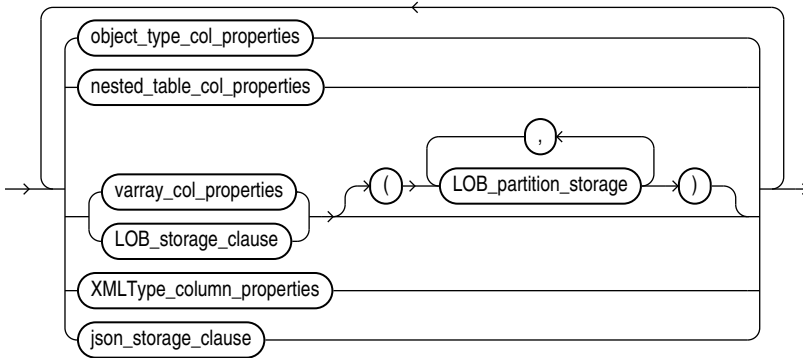 object_type_col_properties
nested_table_col_properties
,
varray_col_properties ( LOB_partition_storage )
LOB_storage_clause
XMLType_column_properties
json_storage_clause